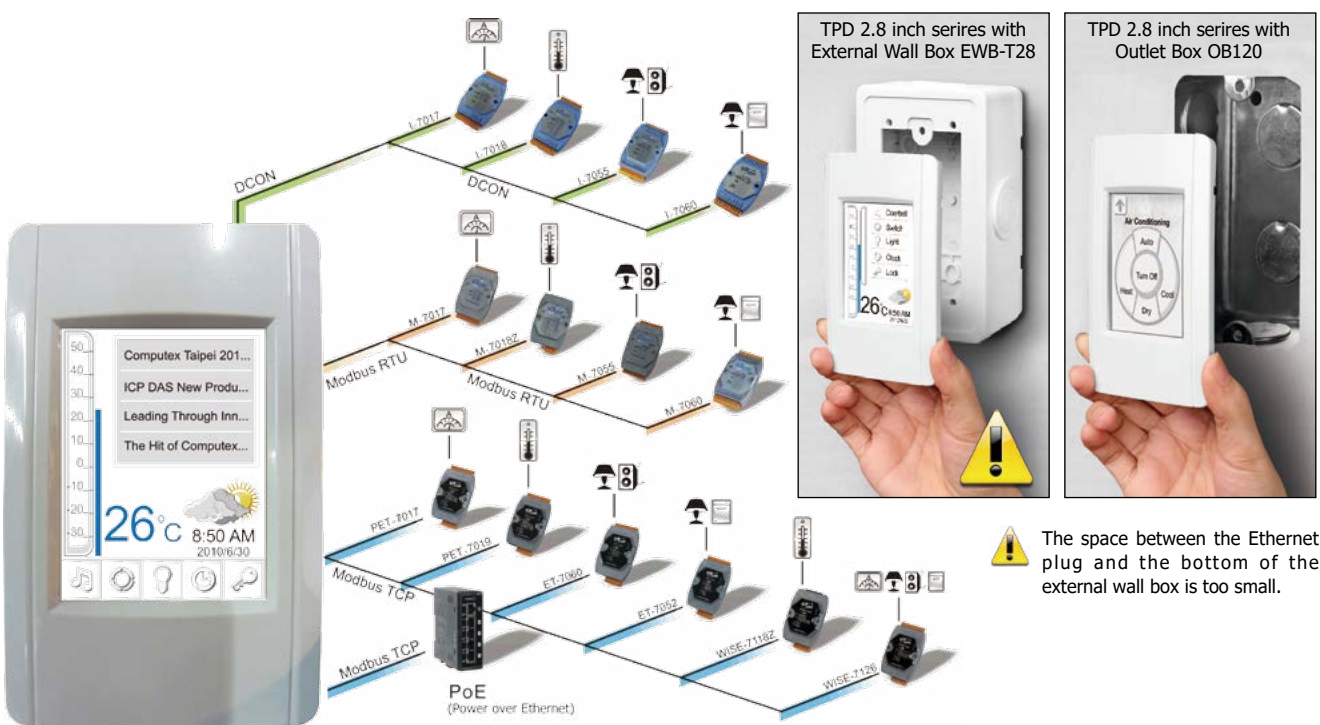 TPD 2.8 inch serires with
External Wall Box EWB-T28
TPD 2.8 inch serires with
Outlet Box OB120
I-7017
I-7018
I-7055
I-7060
DCON
DCON
M-7017
M-7018Z
M-7055
M-7060
Modbus RTU
Modbus RTU
PET-7017
PET-7019
ET-7060
ET-7052
WISE-7118Z
WISE-7126
Modbus TCP
Modbus TCP
PoE
(Power over Ethernet)
50
40
30
20
10
0
-10
-20
-30
Computex Taipei 201...
ICP DAS New Produ...
Leading Through Inn...
The Hit of Computex...
26°C
8:50 AM
2010/6/30
Doorbell
Switch
Light
Clock
Lock
26°C
8:50 AM
Air Conditioning
Auto
Turn Off
Heat
Cool
Dry
The space between the Ethernet
plug and the bottom of the
external wall box is too small.